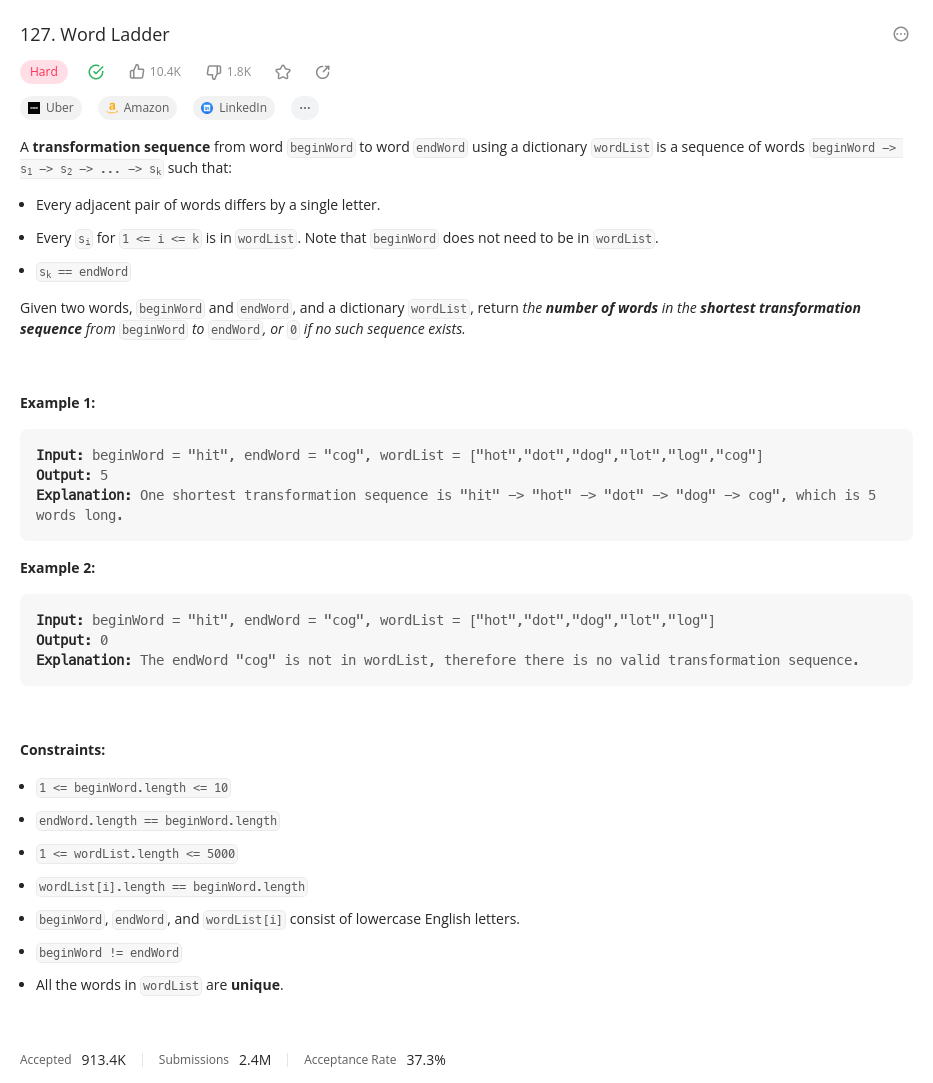 127. Word Ladder
Hard
10.4K
1.8K
Uber
Amazon
LinkedIn
A transformation sequence from word beginWord to word endWord using a dictionary wordList is a sequence of words beginWord ->
s1 -> s2 -> ... -> sk such that:
• Every adjacent pair of words differs by a single letter.
• Every si for 1 <= i <= k is in wordList. Note that beginWord does not need to be in wordList.
• sk == endWord
Given two words, beginWord and endWord, and a dictionary wordList, return the number of words in the shortest transformation
sequence from beginWord to endWord, or 0 if no such sequence exists.
Example 1:
Input: beginWord = "hit", endWord = "cog", wordList = ["hot","dot","dog","lot","log","cog"]
Output: 5
Explanation: One shortest transformation sequence is "hit" -> "hot" -> "dot" -> "dog" -> cog", which is 5
words long.
Example 2:
Input: beginWord = "hit", endWord = "cog", wordList = ["hot","dot","dog","lot","log"]
Output: 0
Explanation: The endWord "cog" is not in wordList, therefore there is no valid transformation sequence.
Constraints:
• 1 <= beginWord.length <= 10
• endWord.length == beginWord.length
• 1 <= wordList.length <= 5000
• wordList[i].length == beginWord.length
• beginWord, endWord, and wordList[i] consist of lowercase English letters.
• beginWord != endWord
• All the words in wordList are unique.
Accepted 913.4K Submissions 2.4M Acceptance Rate 37.3%